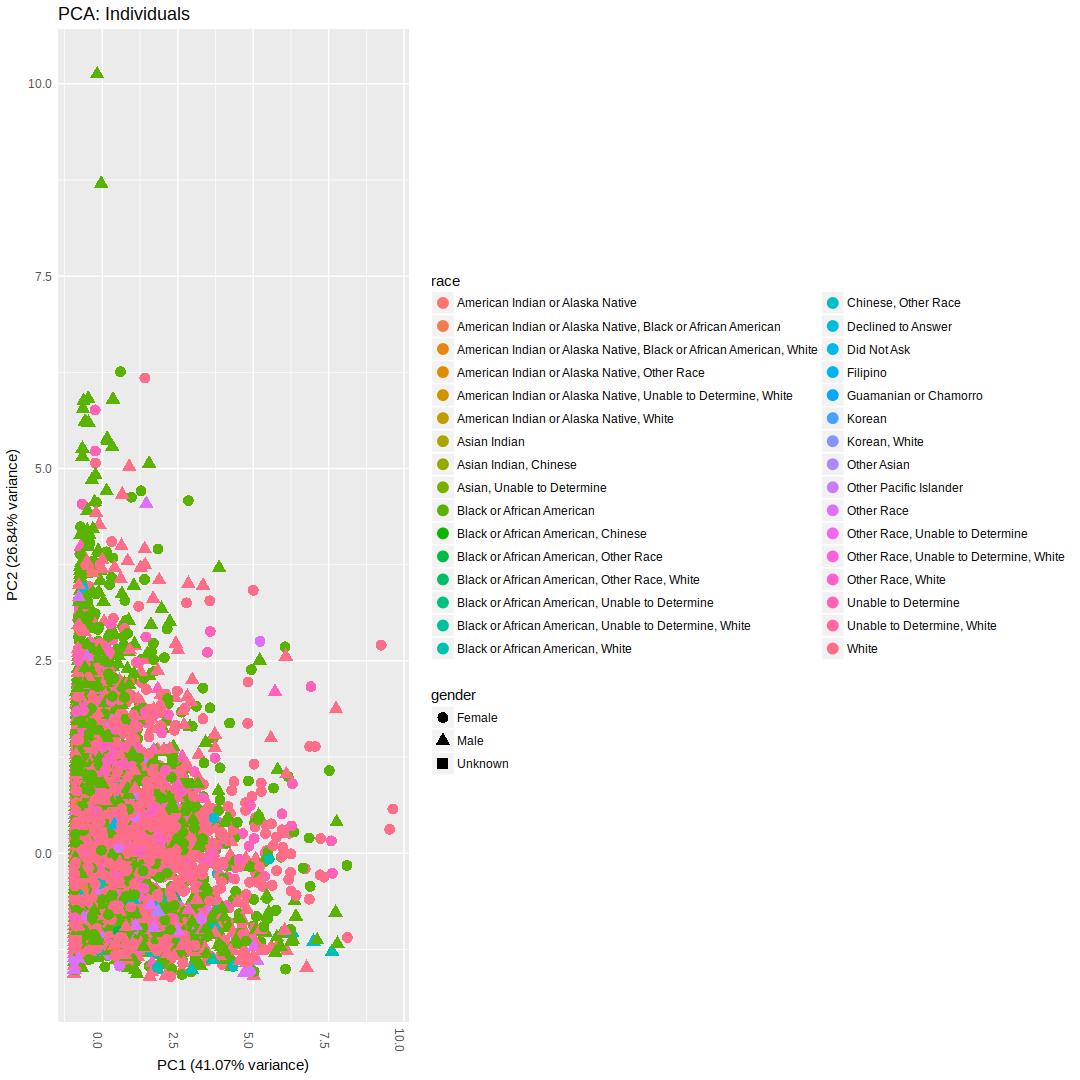 PCA: Individuals
10.0
7.5
5.0
2.5
0.0
PC2 (26.84% variance)
0.0
2.5
5.0
7.5
10.0
PC1 (41.07% variance)
race
American Indian or Alaska Native
American Indian or Alaska Native, Black or African American
American Indian or Alaska Native, Black or African American, White
American Indian or Alaska Native, Other Race
American Indian or Alaska Native, Unable to Determine, White
American Indian or Alaska Native, White
Asian Indian
Asian Indian, Chinese
Asian, Unable to Determine
Black or African American
Black or African American, Chinese
Black or African American, Other Race
Black or African American, Other Race, White
Black or African American, Unable to Determine
Black or African American, Unable to Determine, White
Black or African American, White
Chinese, Other Race
Declined to Answer
Did Not Ask
Filipino
Guamanian or Chamorro
Korean
Korean, White
Other Asian
Other Pacific Islander
Other Race
Other Race, Unable to Determine
Other Race, Unable to Determine, White
Other Race, White
Unable to Determine
Unable to Determine, White
White
gender
Female
Male
Unknown